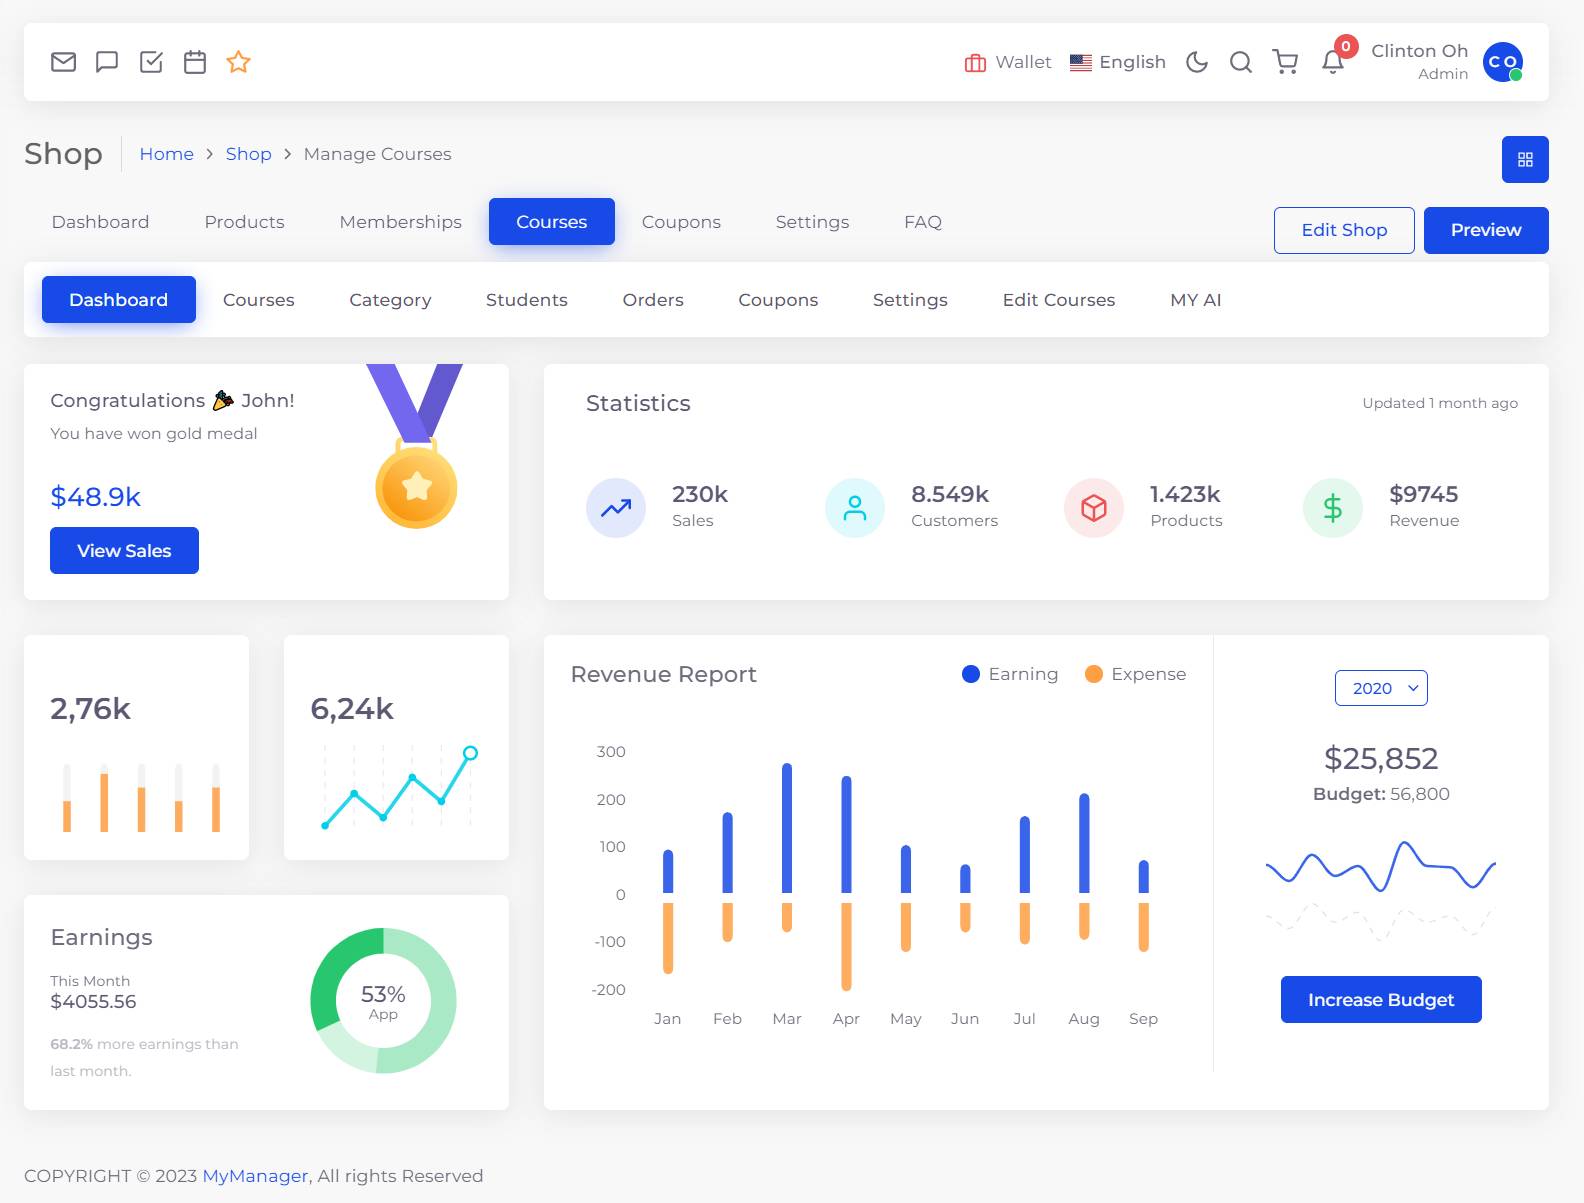 Wallet
English
0
Clinton Oh
Admin
CO
Shop
Home > Shop > Manage Courses
Dashboard Products Memberships Courses Coupons Settings FAQ
Edit Shop Preview
Dashboard Courses Category Students Orders Coupons Settings Edit Courses MY AI
Congratulations 🎉 John!
You have won gold medal
$48.9k
View Sales
Statistics
Updated 1 month ago
230k
Sales
8.549k
Customers
1.423k
Products
$9745
Revenue
2,76k
6,24k
Earnings
This Month
$4055.56
68.2% more earnings than
last month.
53%
App
Revenue Report
Earning Expense
300
200
100
0
-100
-200
Jan Feb Mar Apr May Jun Jul Aug Sep
2020
$25,852
Budget: 56,800
Increase Budget
COPYRIGHT © 2023 MyManager, All rights Reserved